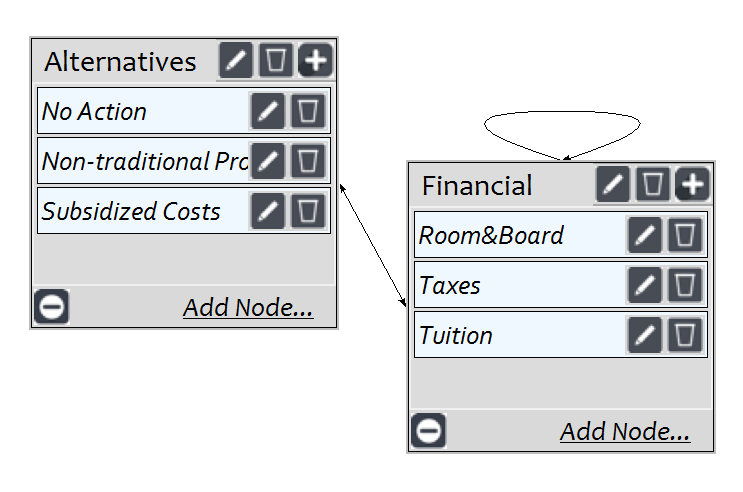 Alternatives
No Action
Non-traditional Pro
Subsidized Costs
Add Node...
Financial
Room&Board
Taxes
Tuition
Add Node...